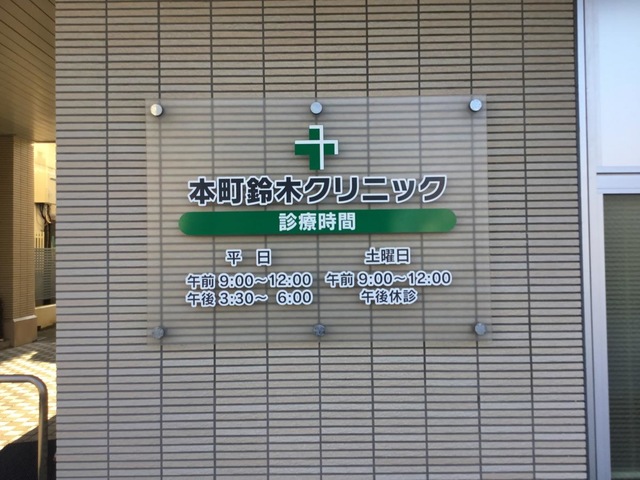 本町鈴木クリニック
診療時間
平 日 土曜日
午前 9:00～12:00 午前 9:00～12:00
午後 3:30～ 6:00 午後休診